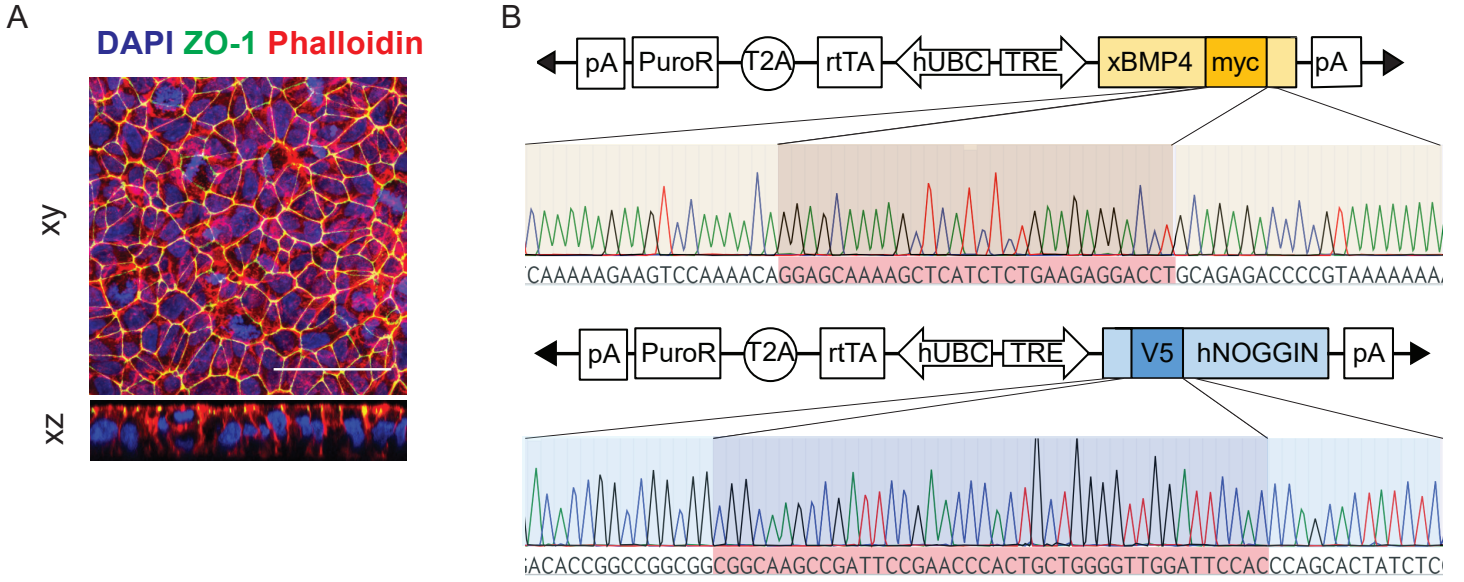 A
DAPI ZO-1 Phalloidin
xy
xz
B
pA PuroR T2A rtTA hUBC TRE xBMP4 myc pA
CAAAAAGAAGTCCAAAACAGGAGCAAAAGCTCATCTCTGAAGAGGACCTGCAGAGACCCCGTAAAAAAA
pA PuroR T2A rtTA hUBC TRE V5 hNOGGIN pA
GACACCGGCCGGCGGCGGCAAGCCGATTCCGAACCCACTGCTGGGGTTGGATTCCACCCAGCACTATCTC